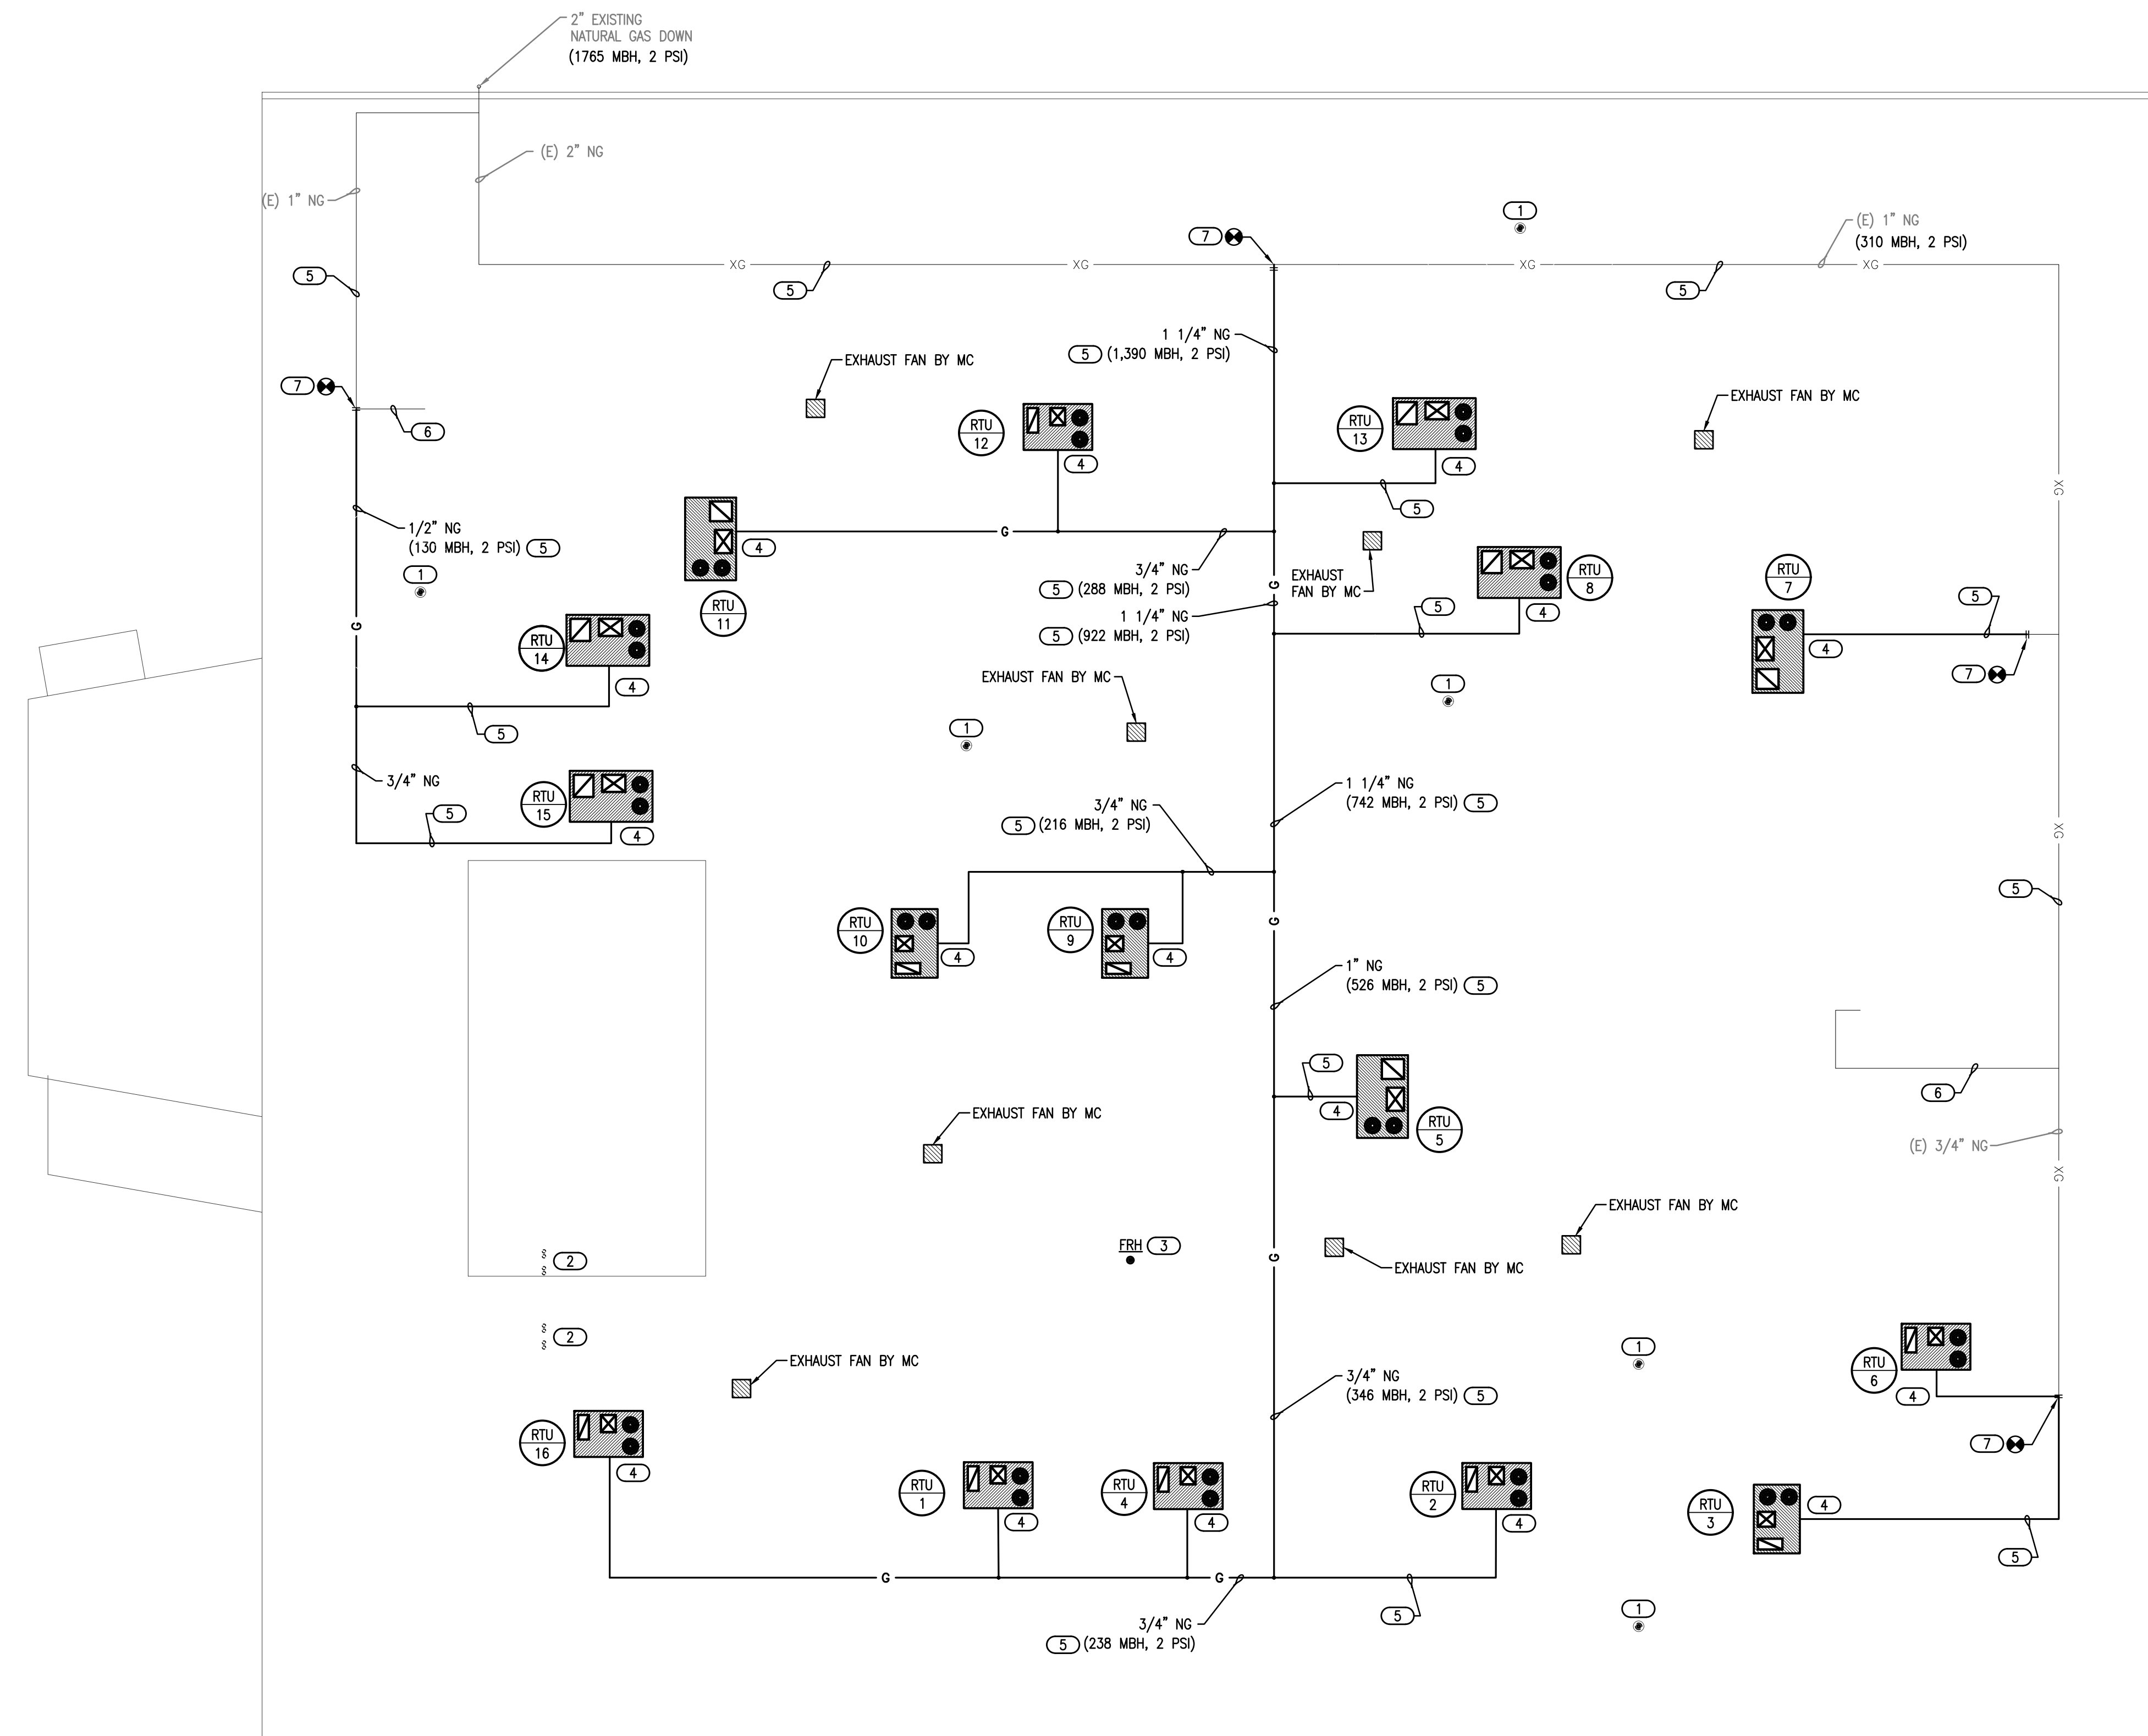 2" EXISTING
NATURAL GAS DOWN
(1765 MBH, 2 PSI)
(E) 2" NG
(E) 1" NG
1
(E) 1" NG
(310 MBH, 2 PSI)
7
XG
XG
XG
XG
5
5
5
1 1/4" NG
5 (1,390 MBH, 2 PSI)
EXHAUST FAN BY MC
EXHAUST FAN BY MC
7
6
RTU
12
4
RTU
13
4
XG
5
1/2" NG
(130 MBH, 2 PSI) 5
1
G
4
RTU
11
3/4" NG
5 (288 MBH, 2 PSI)
G
EXHAUST
FAN BY MC
1 1/4" NG
5 (922 MBH, 2 PSI)
RTU
8
4
5
RTU
7
4
5
7
G
RTU
14
4
5
EXHAUST FAN BY MC
1
1
3/4" NG
RTU
15
4
5
3/4" NG
5 (216 MBH, 2 PSI)
1 1/4" NG
(742 MBH, 2 PSI) 5
XG
5
RTU
10
4
RTU
9
4
G
1" NG
(526 MBH, 2 PSI) 5
5
4
RTU
5
6
(E) 3/4" NG
XG
EXHAUST FAN BY MC
EXHAUST FAN BY MC
FRH 3
G
EXHAUST FAN BY MC
2
2
EXHAUST FAN BY MC
3/4" NG
(346 MBH, 2 PSI) 5
1
RTU
6
4
7
RTU
16
4
RTU
1
4
RTU
4
4
RTU
2
4
RTU
3
4
5
G
G
3/4" NG
5 (238 MBH, 2 PSI)
5
1